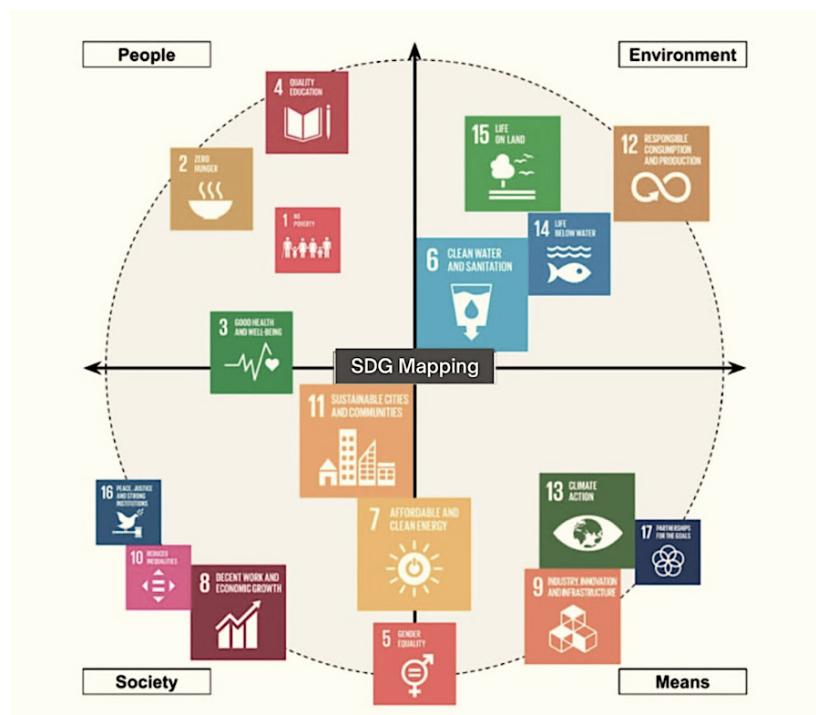 People
Environment
4 QUALITY
EDUCATION
2 ZERO
HUNGER
1 NO
POVERTY
15 LIFE
ON LAND
12 RESPONSIBLE
CONSUMPTION
AND PRODUCTION
14 LIFE
BELOW WATER
6 CLEAN WATER
AND SANITATION
3 GOOD HEALTH
AND WELL-BEING
SDG Mapping
11 SUSTAINABLE CITIES
AND COMMUNITIES
16 PEACE, JUSTICE
AND STRONG
INSTITUTIONS
10 REDUCED
INEQUALITIES
8 DECENT WORK AND
ECONOMIC GROWTH
7 AFFORDABLE AND
CLEAN ENERGY
5 GENDER
EQUALITY
13 CLIMATE
ACTION
17 PARTNERSHIPS
FOR THE GOALS
9 INDUSTRY, INNOVATION
AND INFRASTRUCTURE
Society
Means